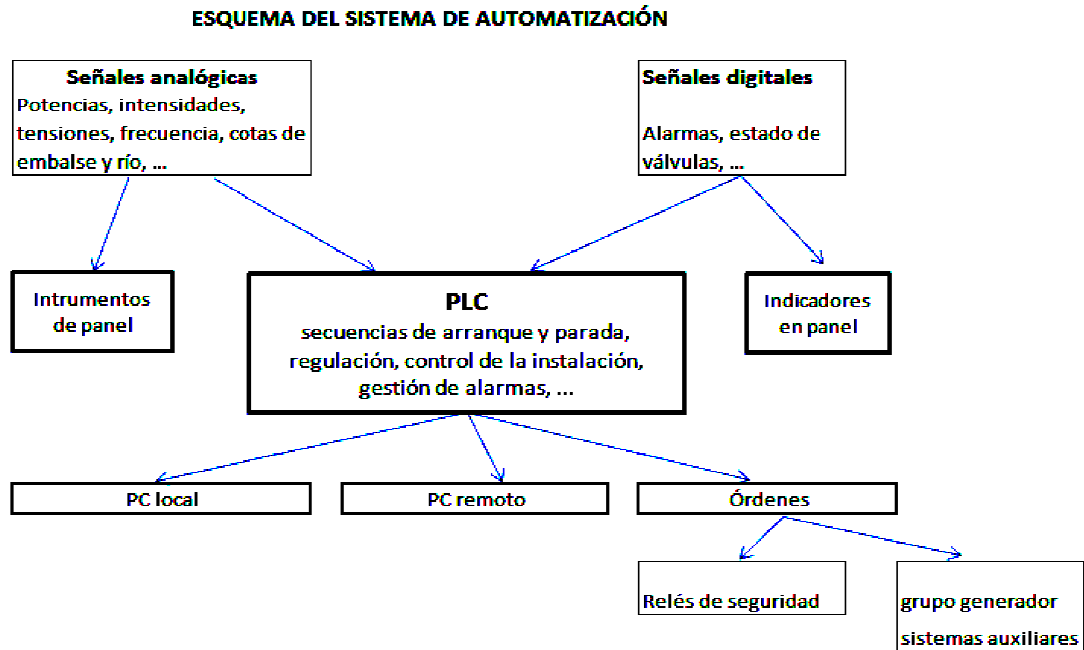 ESQUEMA DEL SISTEMA DE AUTOMATIZACIÓN
Señales analógicas
Potencias, intensidades,
tensiones, frecuencia, cotas de
embalse y río, ...
Señales digitales
Alarmas, estado de
válvulas, ...
Intrumentos
de panel
PLC
secuencias de arranque y parada,
regulación, control de la instalación,
gestión de alarmas, ...
Indicadores
en panel
PC local
PC remoto
Órdenes
Relés de seguridad
grupo generador
sistemas auxiliares